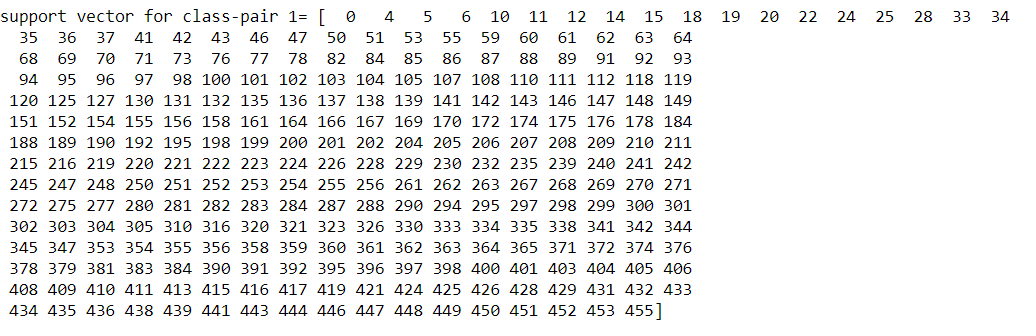 support vector for class-pair 1= [  0   4   5   6  10  11  12  14  15  18  19  20  22  24  25  28  33  34
  35  36  37  41  42  43  46  47  50  51  53  55  59  60  61  62  63  64
  68  69  70  71  73  76  77  78  82  84  85  86  87  88  89  91  92  93
  94  95  96  97  98 100 101 102 103 104 105 107 108 110 111 112 118 119
 120 125 127 130 131 132 135 136 137 138 139 141 142 143 146 147 148 149
 151 152 154 155 156 158 161 164 166 167 169 170 172 174 175 176 178 184
 188 189 190 192 195 198 199 200 201 202 204 205 206 207 208 209 210 211
 215 216 219 220 221 222 223 224 226 228 229 230 232 235 239 240 241 242
 245 247 248 250 251 252 253 254 255 256 261 262 263 267 268 269 270 271
 272 275 277 280 281 282 283 284 287 288 290 294 295 297 298 299 300 301
 302 303 304 305 310 316 320 321 323 326 330 333 334 335 338 341 342 344
 345 347 353 354 355 356 358 359 360 361 362 363 364 365 371 372 374 376
 378 379 381 383 384 390 391 392 395 396 397 398 400 401 403 404 405 406
 408 409 410 411 413 415 416 417 419 421 424 425 426 428 429 431 432 433
 434 435 436 438 439 441 443 444 446 447 448 449 450 451 452 453 455]